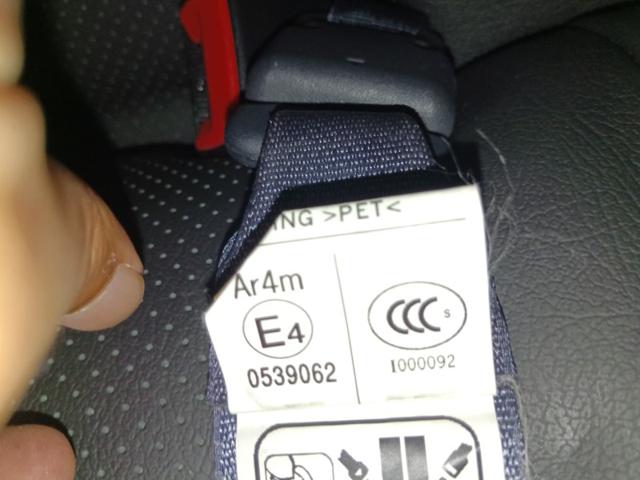 ING >PET<
Ar4m
E4
0539062
CCC s
I000092